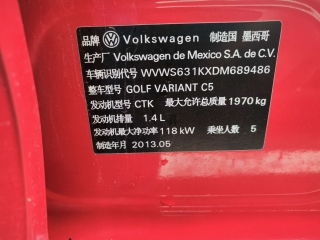 品牌 Volkswagen 制造国 墨西哥
生产厂 Volkswagen de Mexico S.A. de C.V.
车辆识别代号 WVWS631KXDM689486
整车型号 GOLF VARIANT C5
发动机型号 CTK 最大允许总质量 1970 kg
发动机排量 1.4 L
发动机最大净功率 118 kW 乘坐人数 5
制造年月 2013.05